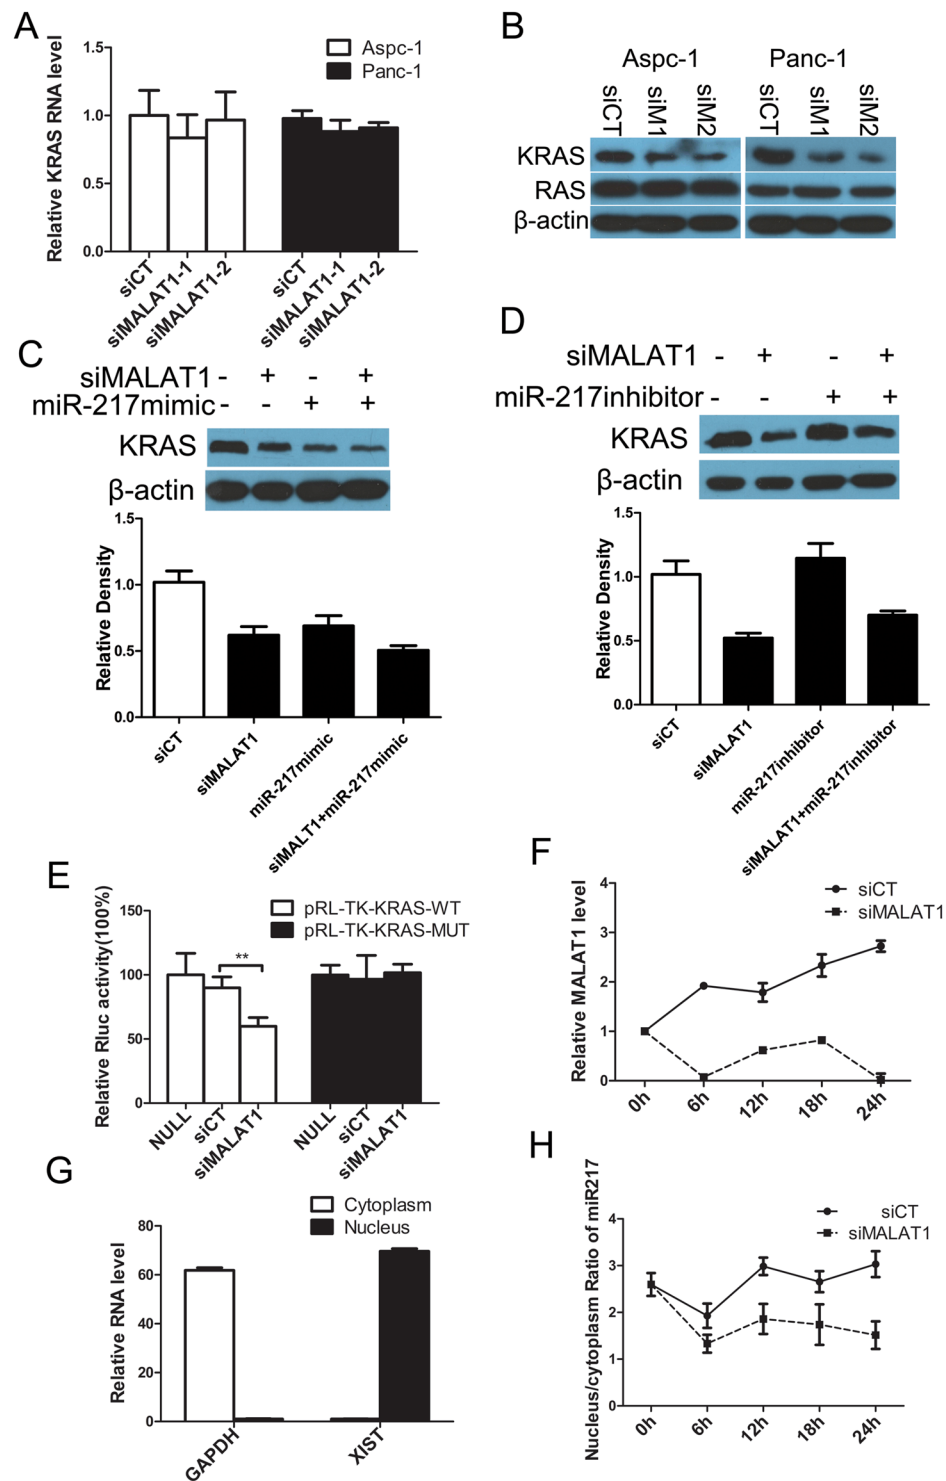 A
Relative KRAS RNA level
1.5
1.0
0.5
0.0
Aspc-1
Panc-1
siCT
siMALAT1-1
siMALAT1-2
siCT
siMALAT1-1
siMALAT1-2
B
Aspc-1 Panc-1
siCT siM1 siM2 siCT siM1 siM2
KRAS
RAS
β-actin
C
siMALAT1 - + - +
miR-217mimic - - + +
KRAS
β-actin
Relative Density
1.5
1.0
0.5
0.0
siCT
siMALAT1
miR-217mimic
siMALT1+miR-217mimic
D
siMALAT1 - + - +
miR-217inhibitor - - + +
KRAS
β-actin
Relative Density
1.5
1.0
0.5
0.0
siCT
siMALAT1
miR-217inhibitor
siMALAT1+miR-217inhibitor
E
Relative Rluc activity(100%)
150
100
50
0
pRL-TK-KRAS-WT
pRL-TK-KRAS-MUT
**
NULL
siCT
siMALAT1
NULL
siCT
siMALAT1
F
Relative MALAT1 level
4
3
2
1
0
siCT
siMALAT1
0h
6h
12h
18h
24h
G
Relative RNA level
80
60
40
20
0
Cytoplasm
Nucleus
GAPDH
XIST
H
Nucleus/cytoplasm Ratio of miR217
4
3
2
1
0
siCT
siMALAT1
0h
6h
12h
18h
24h